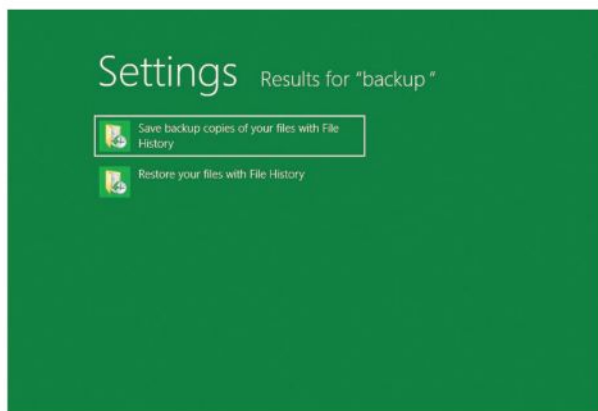 Settings Results for "backup "
Save backup copies of your files with File
History
Restore your files with File History